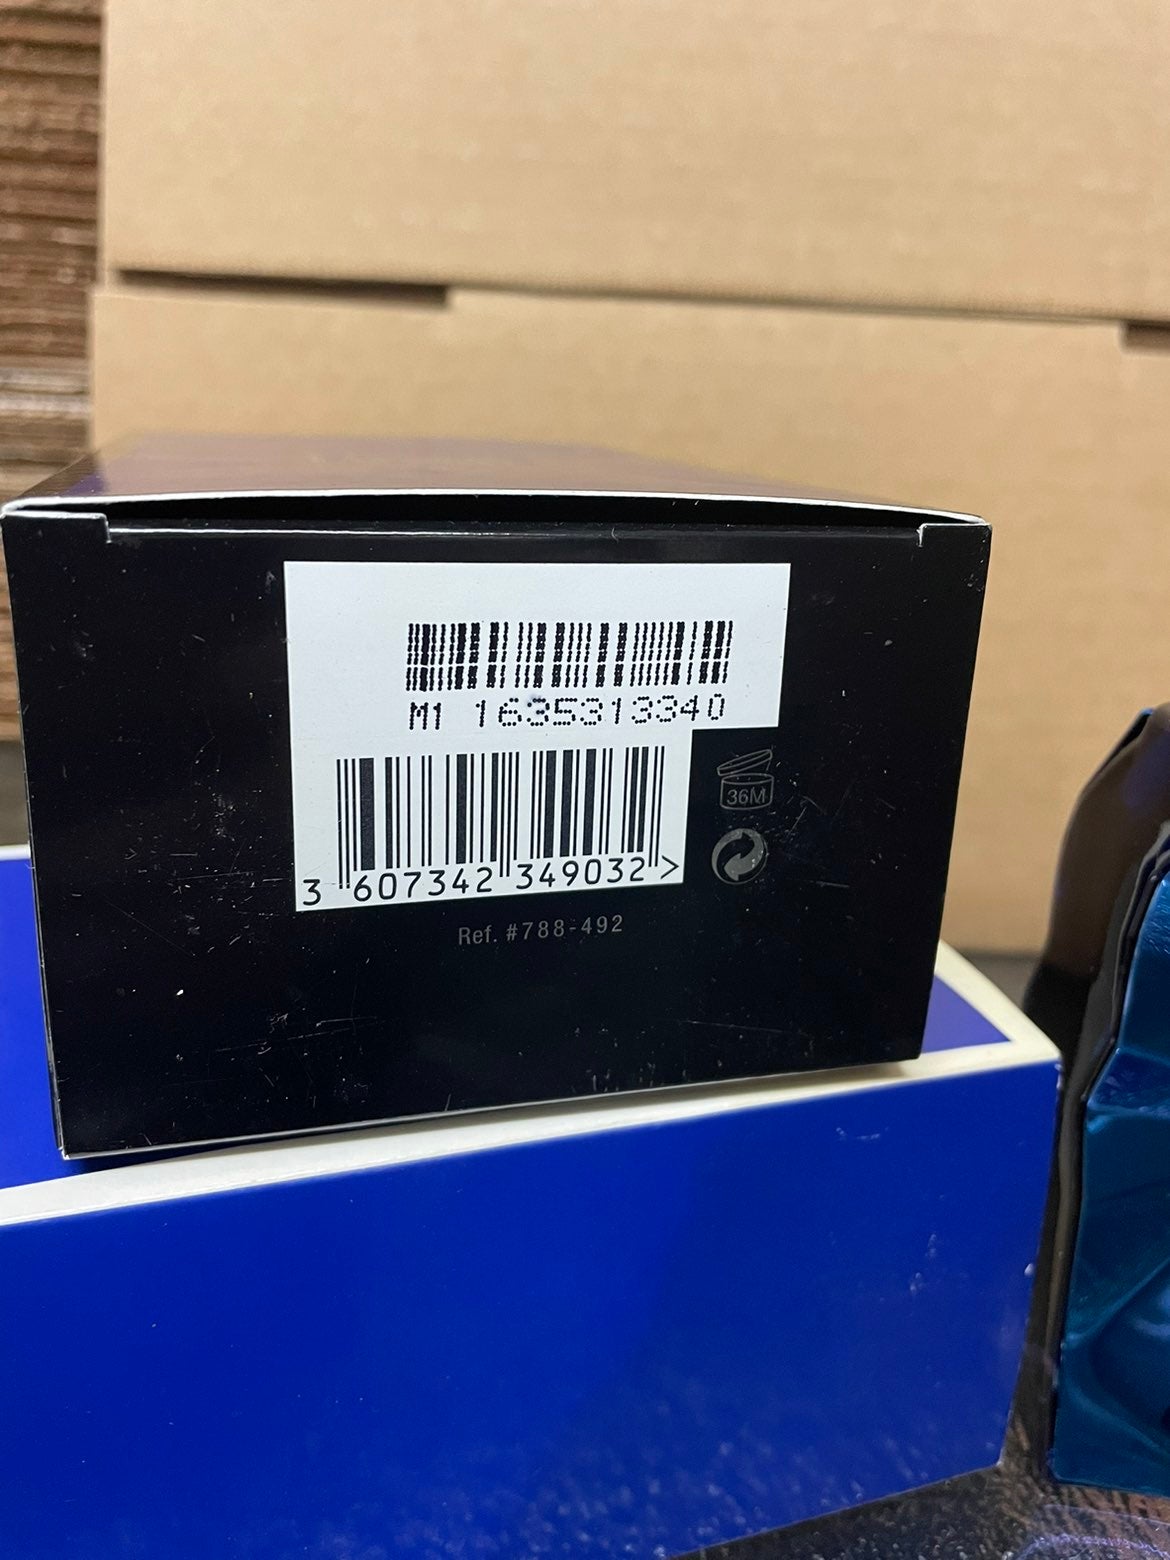 M1 1635313340
3 607342 349032 >
36M
Ref. #788-492